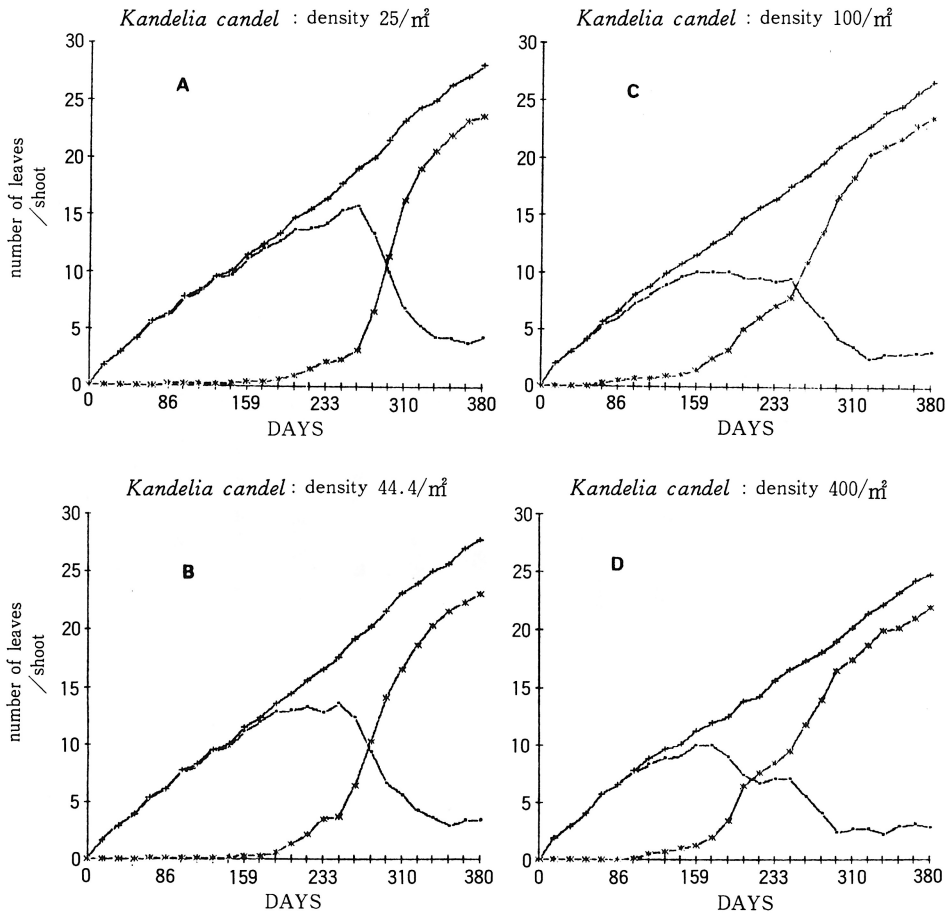 Kandelia candel : density 25/m²
A
number of leaves
/shoot
30
25
20
15
10
5
0
0 86 159 233 310 380
DAYS
Kandelia candel : density 100/m²
C
30
25
20
15
10
5
0
0 86 159 233 310 380
DAYS
Kandelia candel : density 44.4/m²
B
number of leaves
/shoot
30
25
20
15
10
5
0
0 86 159 233 310 380
DAYS
Kandelia candel : density 400/m²
D
30
25
20
15
10
5
0
0 86 159 233 310 380
DAYS